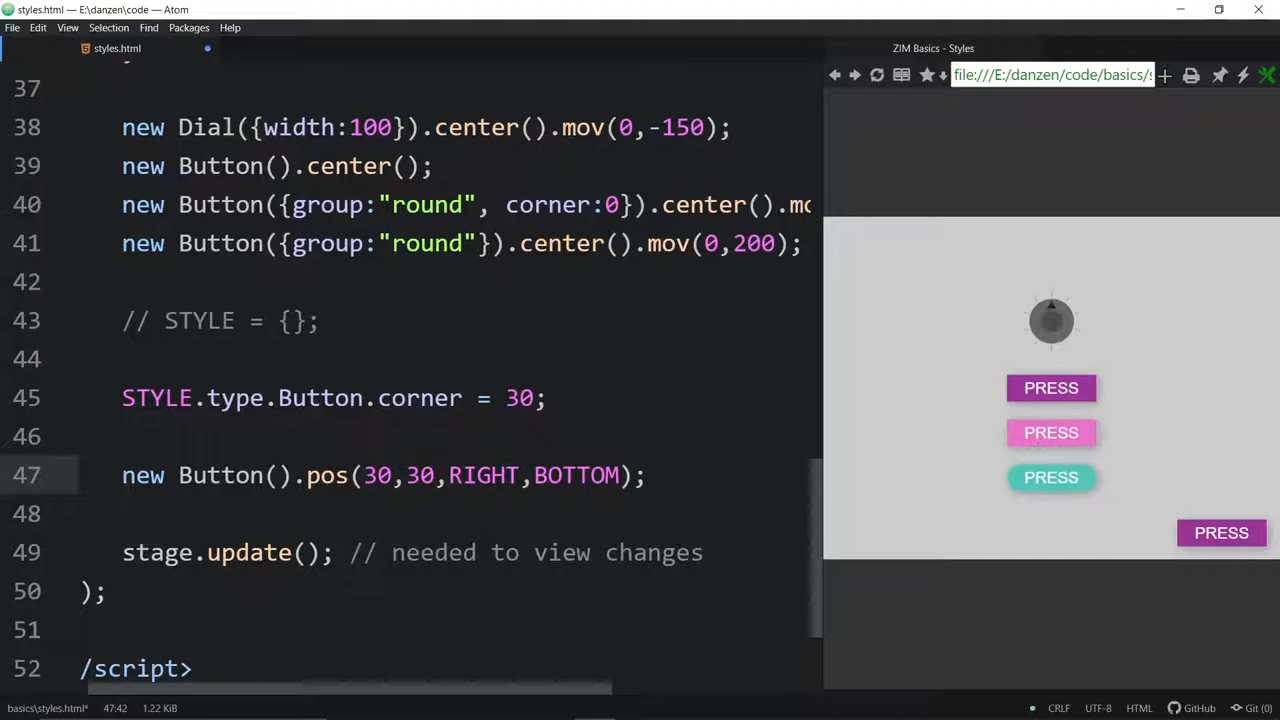 styles.html — E:\danzen\code — Atom
File Edit View Selection Find Packages Help
styles.html
ZIM Basics - Styles
file:///E:/danzen/code/basics/s
37
38 new Dial({width:100}).center().mov(0,-150);
39 new Button().center();
40 new Button({group:"round", corner:0}).center().mo
41 new Button({group:"round"}).center().mov(0,200);
42
43 // STYLE = {};
44
45 STYLE.type.Button.corner = 30;
46
47 new Button().pos(30,30,RIGHT,BOTTOM);
48
49 stage.update(); // needed to view changes
50 );
51
52 /script>
PRESS
PRESS
PRESS
PRESS
basics\styles.html* 47:42 1.22 KiB CRLF UTF-8 HTML GitHub Git (0)